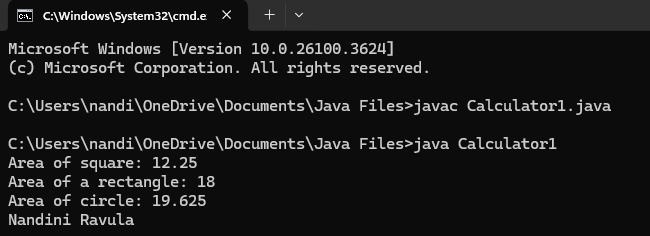 C:\Windows\System32\cmd.e
Microsoft Windows [Version 10.0.26100.3624]
(c) Microsoft Corporation. All rights reserved.
C:\Users\nandi\OneDrive\Documents\Java Files>javac Calculator1.java
C:\Users\nandi\OneDrive\Documents\Java Files>java Calculator1
Area of square: 12.25
Area of a rectangle: 18
Area of circle: 19.625
Nandini Ravula